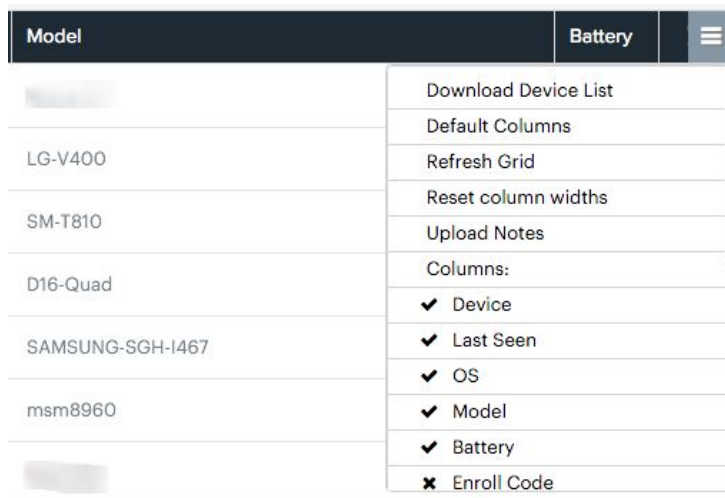 Model
Battery
LG-V400
SM-T810
D16-Quad
SAMSUNG-SGH-I467
msm8960
Download Device List
Default Columns
Refresh Grid
Reset column widths
Upload Notes
Columns:
✔ Device
✔ Last Seen
✔ OS
✔ Model
✔ Battery
✖ Enroll Code